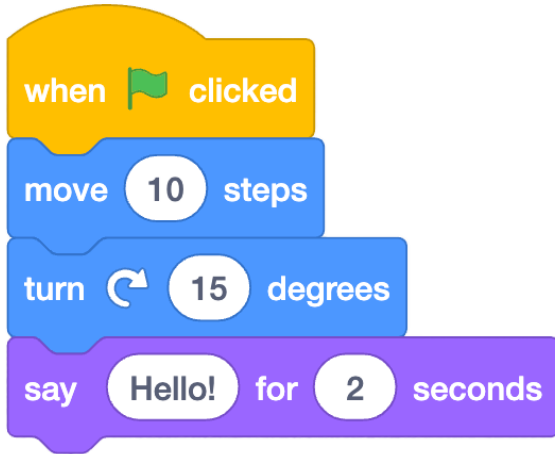 when clicked
move 10 steps
turn 15 degrees
say Hello! for 2 seconds